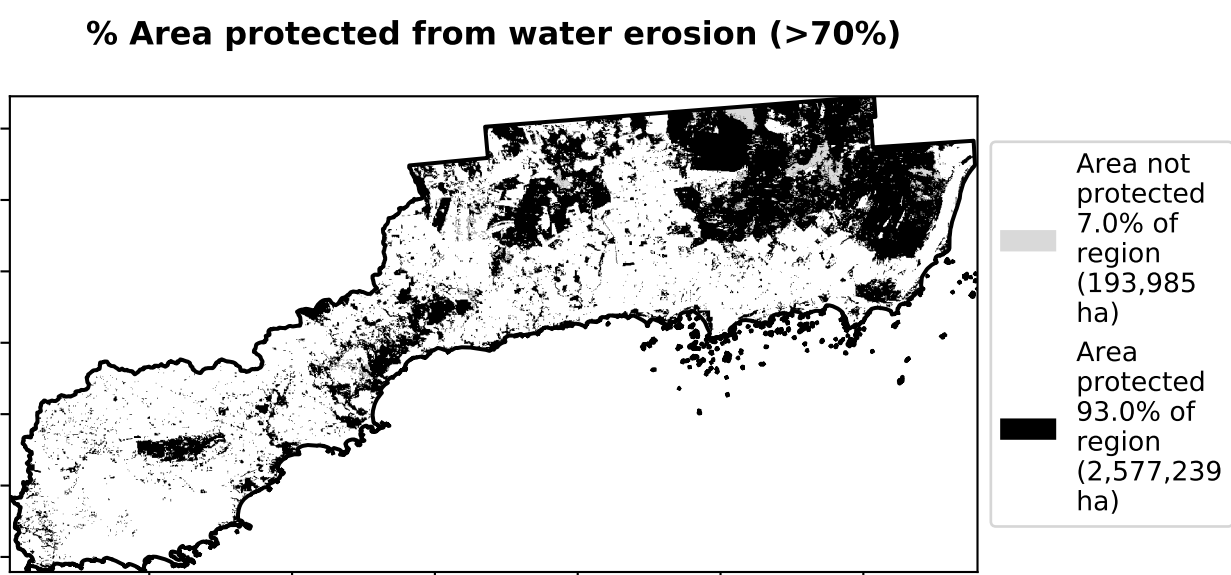 % Area protected from water erosion (>70%)
Area not
protected
7.0% of
region
(193,985
ha)
Area
protected
93.0% of
region
(2,577,239
ha)